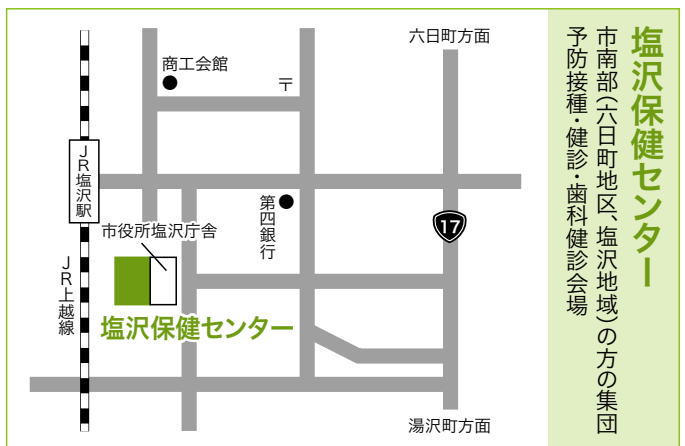 塩沢保健センター
市南部(六日町地区、塩沢地域)の方の集団
予防接種・健診・歯科健診会場
六日町方面
商工会館
〒
JR塩沢駅
第四銀行
17
市役所塩沢庁舎
JR上越線
塩沢保健センター
湯沢町方面